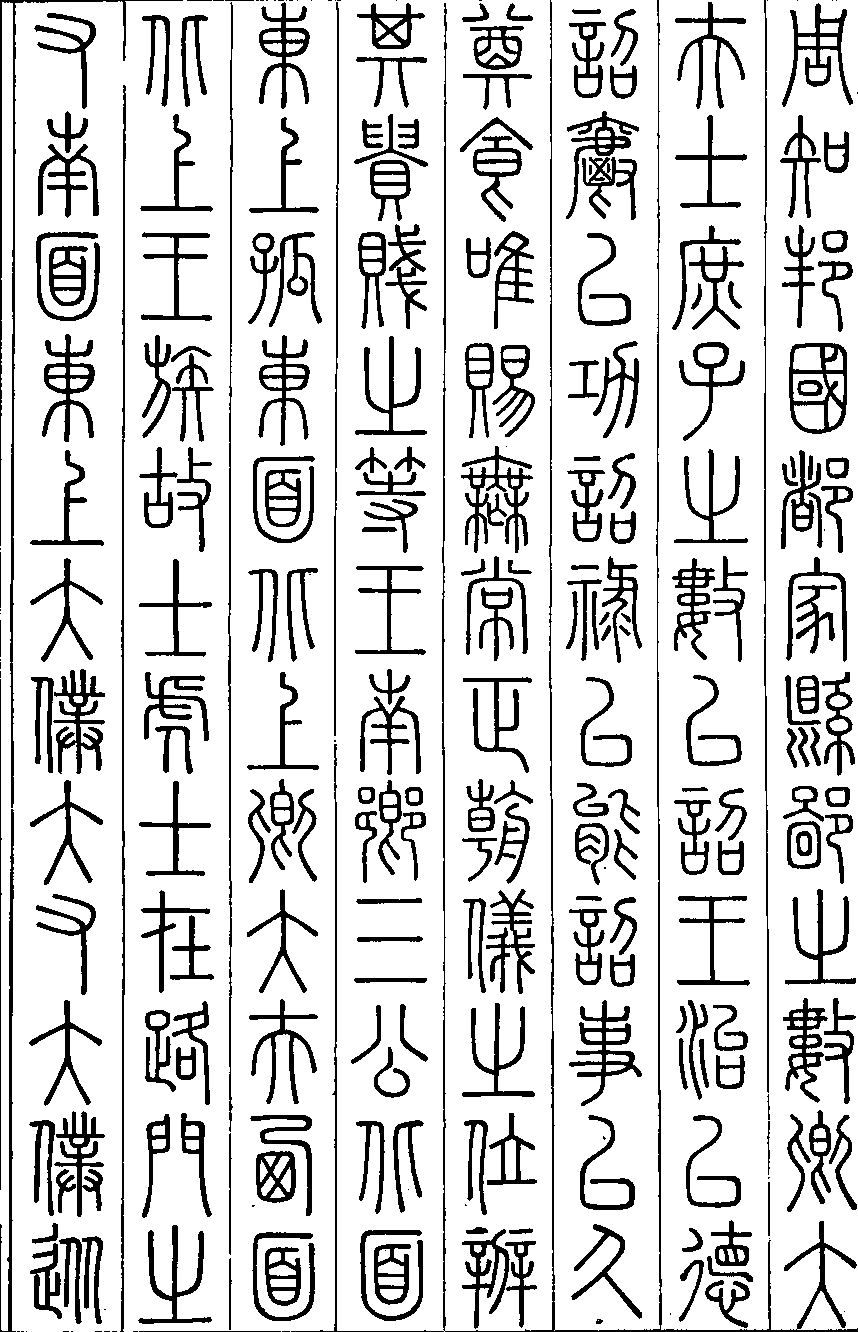 周知邦國都家縣鄙之數卿大
夫士庶子之數以詔王治以德
詔爵以功詔祿以能詔事以久
奠食唯賜無常正朝儀之位辨
其貴賤之等王南鄉三公北面
東上孤東面北上卿大夫西面
北上王族故士虎士在路門之
又南面東上大僕大又大僕從